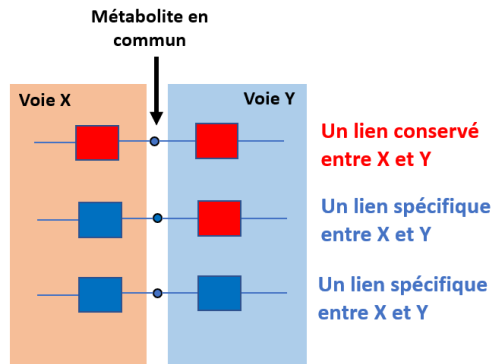 Métabolite en
commun
Voie X
Voie Y
Un lien conservé
entre X et Y
Un lien spécifique
entre X et Y
Un lien spécifique
entre X et Y